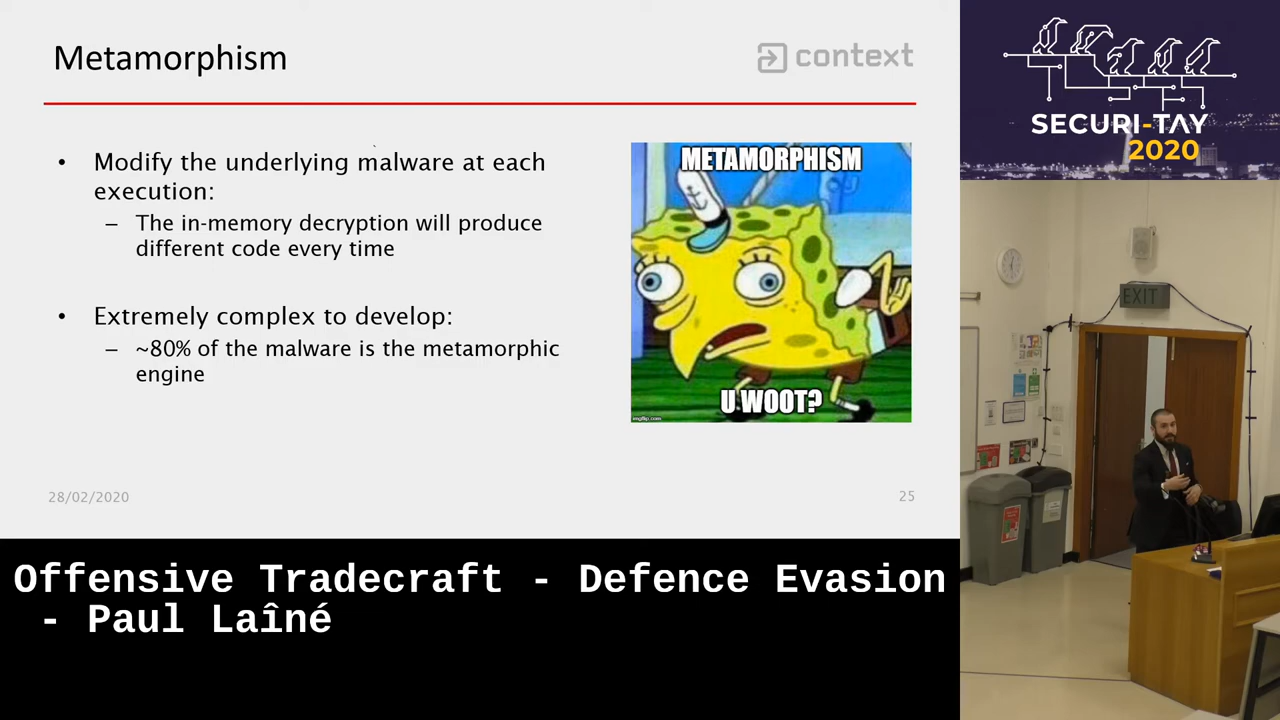 Metamorphism
context
• Modify the underlying malware at each
execution:
– The in-memory decryption will produce
different code every time
• Extremely complex to develop:
– ~80% of the malware is the metamorphic
engine
METAMORPHISM
U WOOT?
imgflip.com
28/02/2020
25
SECURI-TAY
2020
EXIT
Offensive Tradecraft - Defence Evasion
- Paul Laîné